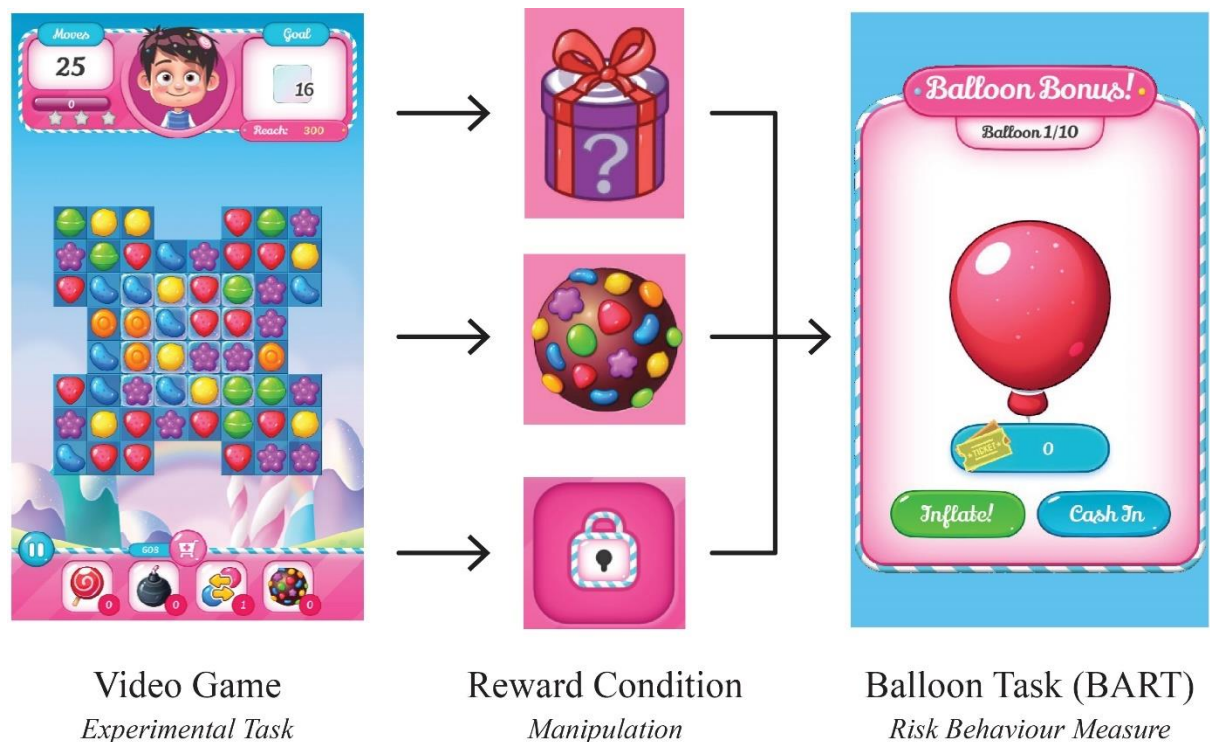 Moves
Goal
25
16
0
Reach: 300
?
Balloon Bonus!
Balloon 1/10
TICKET
0
Inflate!
Cash In
608
0
0
1
0
Video Game
Experimental Task
Reward Condition
Manipulation
Balloon Task (BART)
Risk Behaviour Measure